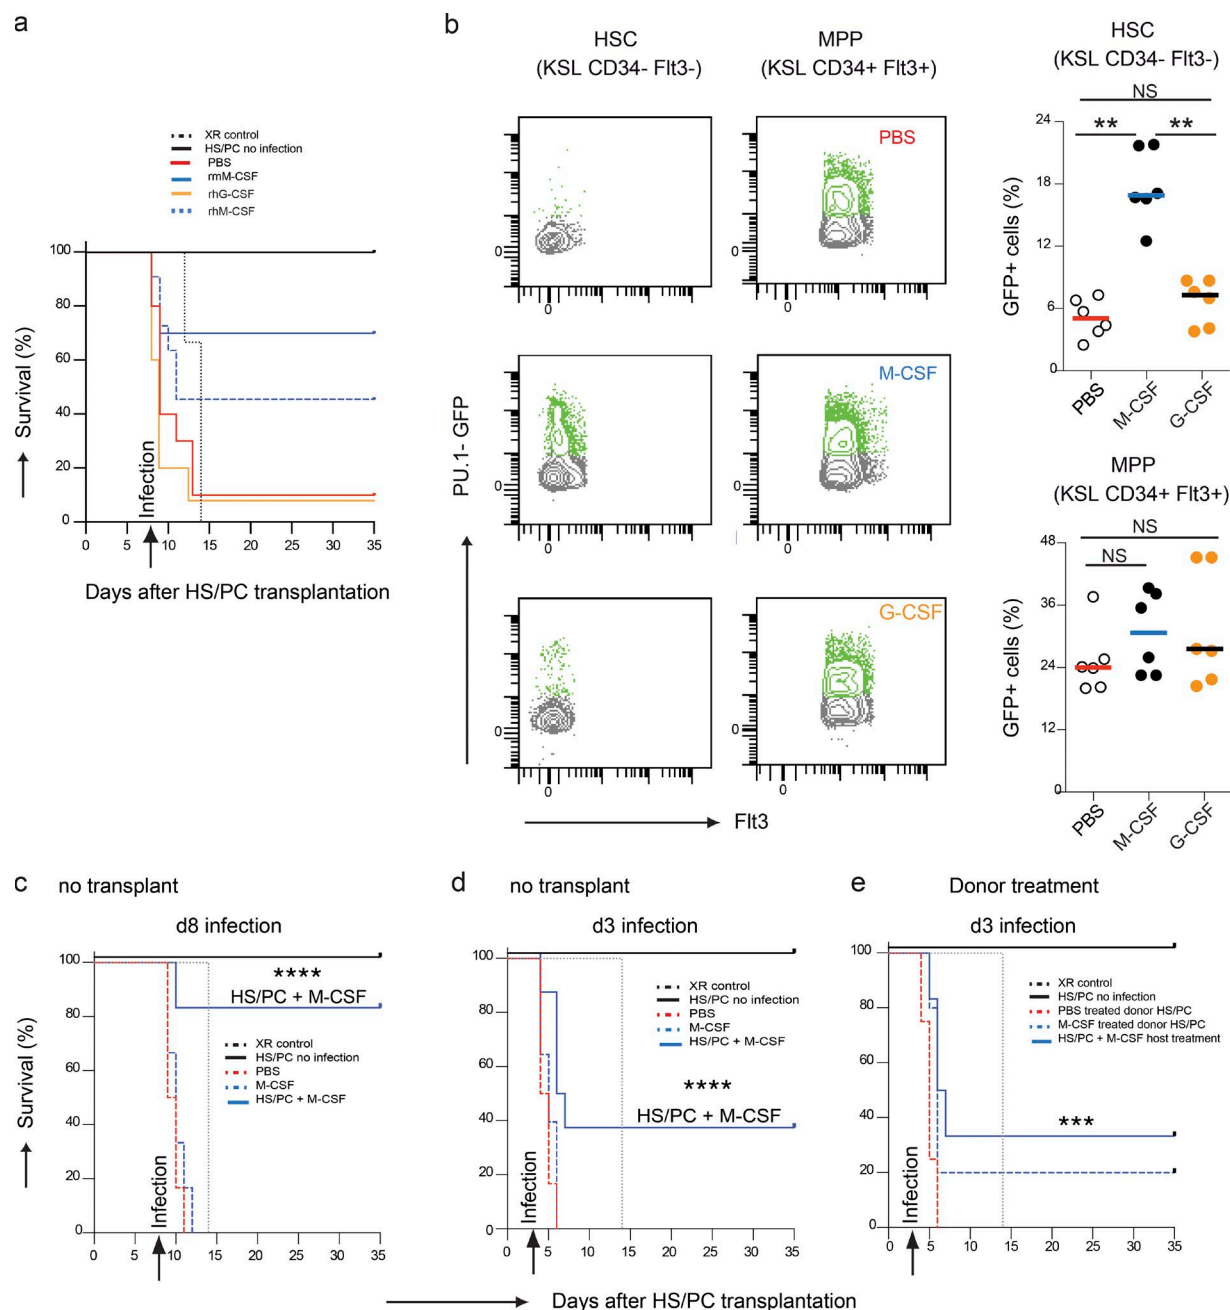 a
XR control
HS/PC no infection
PBS
rmM-CSF
rhG-CSF
rhM-CSF
100
80
60
40
20
0
Survival (%)
Infection
0 5 10 15 20 25 30 35
Days after HS/PC transplantation
b
HSC
(KSL CD34- Flt3-)
MPP
(KSL CD34+ Flt3+)
PBS
0
0
0
0
M-CSF
0
0
0
0
G-CSF
0
0
0
0
PU.1- GFP
Flt3
HSC
(KSL CD34- Flt3-)
NS
** **
24
18
12
6
0
GFP+ cells (%)
PBS M-CSF G-CSF
MPP
(KSL CD34+ Flt3+)
NS
NS
48
36
24
12
0
GFP+ cells (%)
PBS M-CSF G-CSF
c no transplant
d8 infection
100
80
60
40
20
0
Survival (%)
****
HS/PC + M-CSF
XR control
HS/PC no infection
PBS
M-CSF
HS/PC + M-CSF
Infection
0 5 10 15 20 25 30 35
d no transplant
d3 infection
100
80
60
40
20
0
XR control
HS/PC no infection
PBS
M-CSF
HS/PC + M-CSF
****
HS/PC + M-CSF
Infection
0 5 10 15 20 25 30 35
e Donor treatment
d3 infection
100
80
60
40
20
0
XR control
HS/PC no infection
PBS treated donor HS/PC
M-CSF treated donor HS/PC
HS/PC + M-CSF host treatment
***
Infection
0 5 10 15 20 25 30 35
Days after HS/PC transplantation